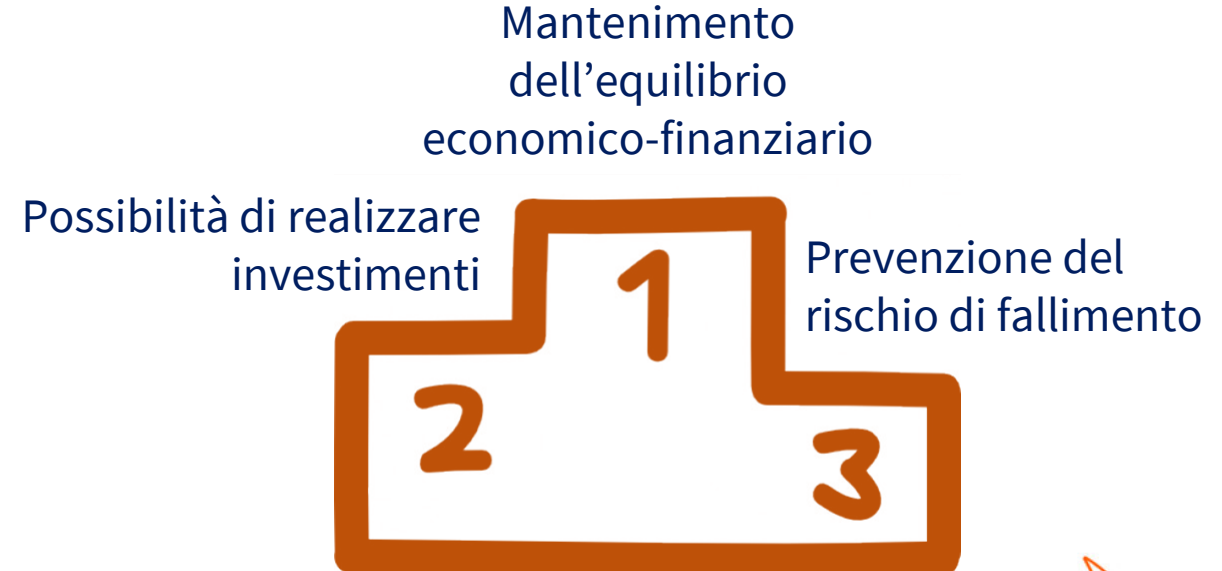 Mantenimento
dell’equilibrio
economico-finanziario
Possibilità di realizzare
investimenti
Prevenzione del
rischio di fallimento
1
2
3